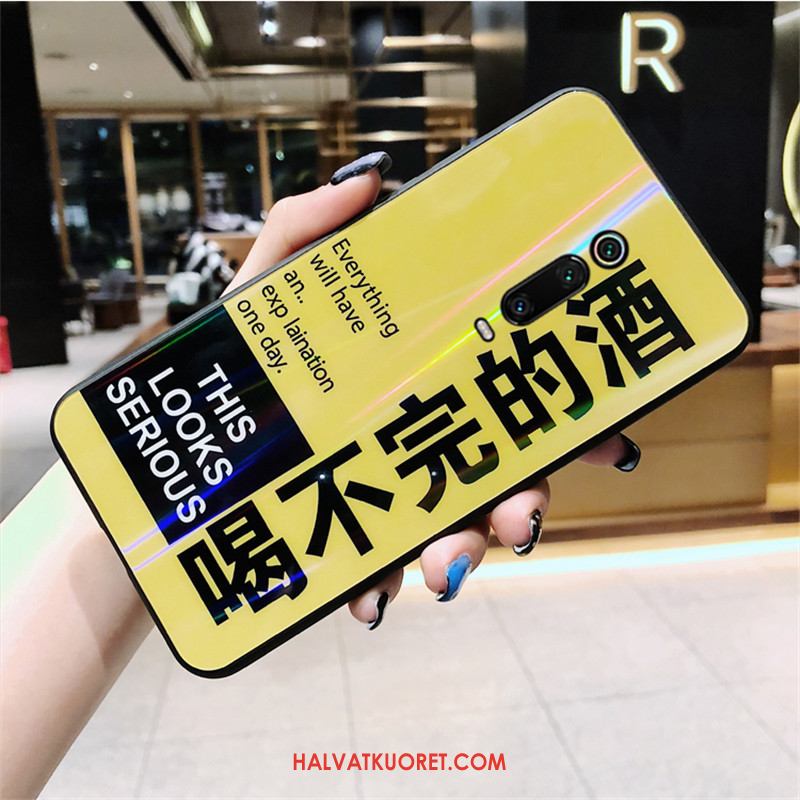 R
Everything
will have
an..
exp laination
one day.
THIS
LOOKS
SERIOUS
喝不完的酒
HALVATKUORET.COM